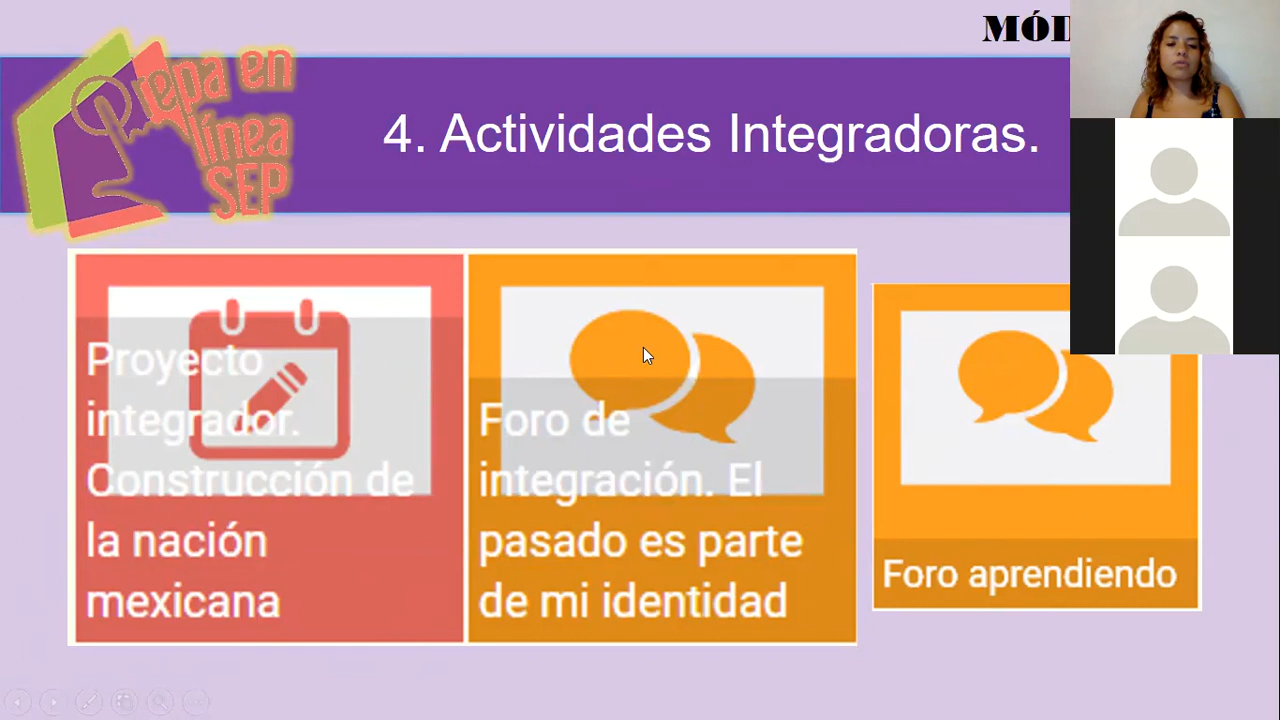 MÓD
Prepa en
línea
SEP
4. Actividades Integradoras.
Proyecto
integrador.
Construcción de
la nación
mexicana
Foro de
integración. El
pasado es parte
de mi identidad
Foro aprendiendo